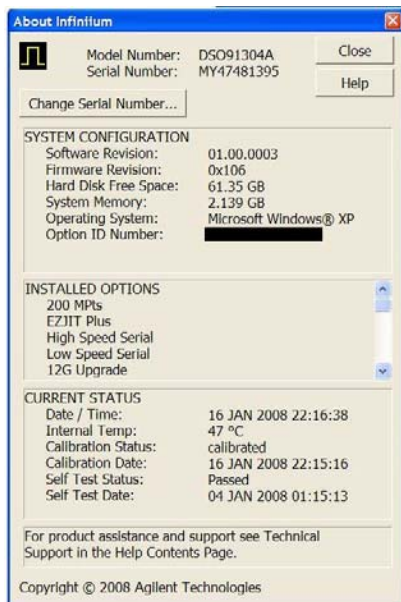 About Infiniium
Model Number: DSO91304A
Close
Serial Number: MY47481395
Help
Change Serial Number...
SYSTEM CONFIGURATION
Software Revision: 01.00.0003
Firmware Revision: 0x106
Hard Disk Free Space: 61.35 GB
System Memory: 2.139 GB
Operating System: Microsoft Windows® XP
Option ID Number:
INSTALLED OPTIONS
200 MPts
EZJIT Plus
High Speed Serial
Low Speed Serial
12G Upgrade
CURRENT STATUS
Date / Time: 16 JAN 2008 22:16:38
Internal Temp: 47 °C
Calibration Status: calibrated
Calibration Date: 16 JAN 2008 22:15:16
Self Test Status: Passed
Self Test Date: 04 JAN 2008 01:15:13
For product assistance and support see Technical
Support in the Help Contents Page.
Copyright © 2008 Agilent Technologies